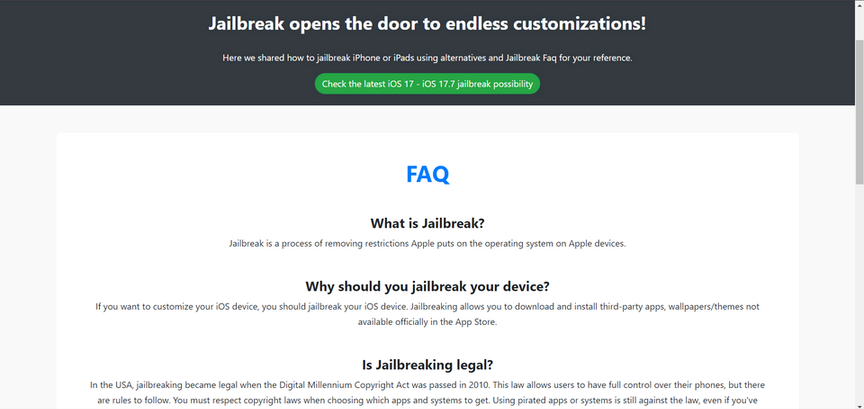 Jailbreak opens the door to endless customizations!
Here we shared how to jailbreak iPhone or iPads using alternatives and Jailbreak Faq for your reference.
Check the latest iOS 17 - iOS 17.7 jailbreak possibility
FAQ
What is Jailbreak?
Jailbreak is a process of removing restrictions Apple puts on the operating system on Apple devices.
Why should you jailbreak your device?
If you want to customize your iOS device, you should jailbreak your iOS device. Jailbreaking allows you to download and install third-party apps, wallpapers/themes not
available officially in the App Store.
Is Jailbreaking legal?
In the USA, jailbreaking became legal when the Digital Millennium Copyright Act was passed in 2010. This law allows users to have full control over their phones, but there
are rules to follow. You must respect copyright laws when choosing which apps and systems to get. Using pirated apps or systems is still against the law, even if you've